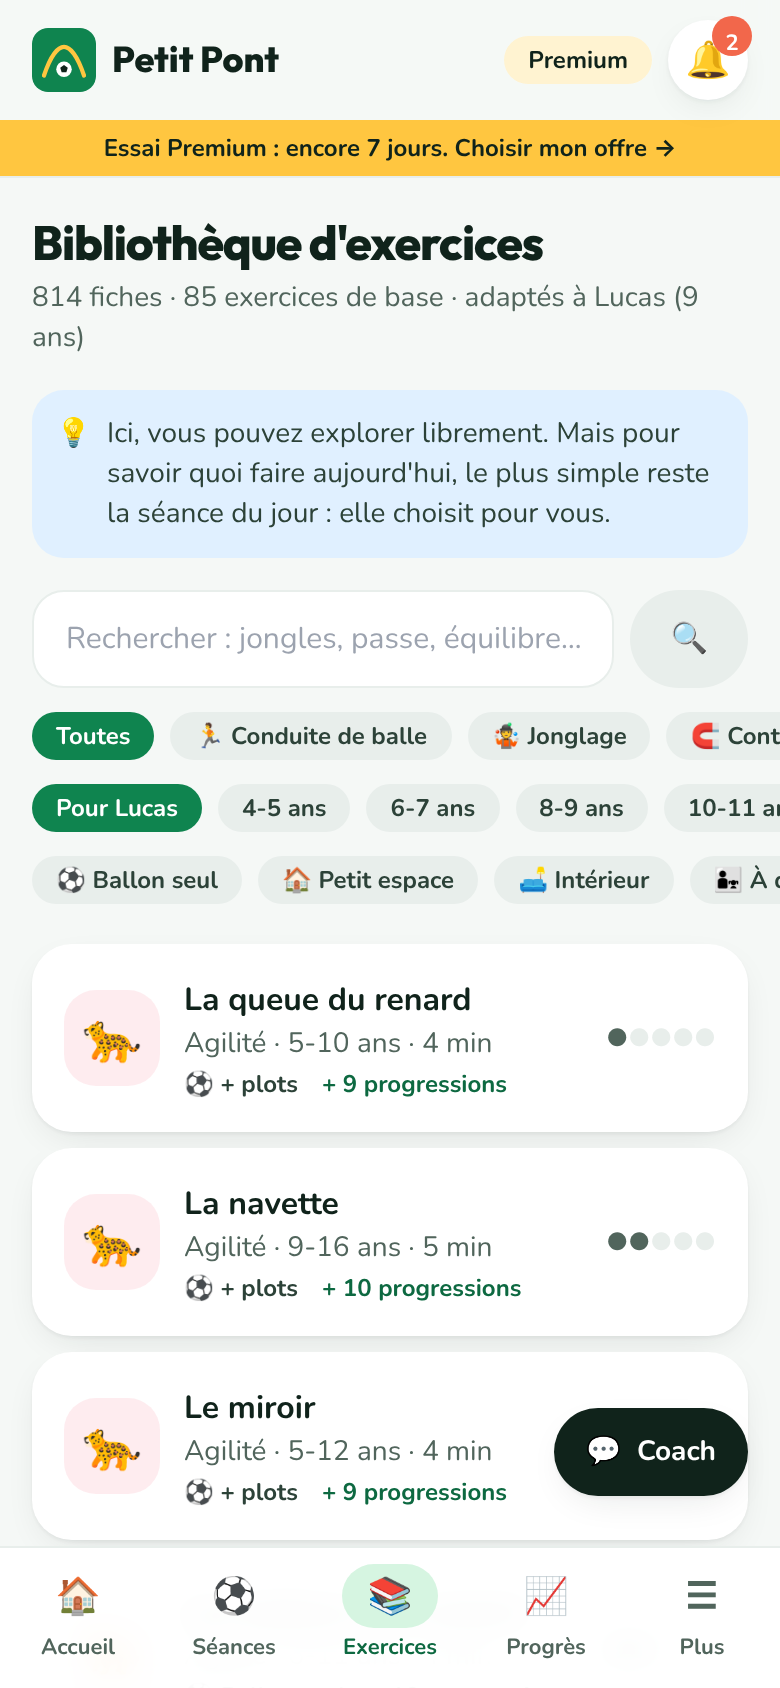 Petit Pont
Premium
2
Essai Premium : encore 7 jours. Choisir mon offre →
Bibliothèque d'exercices
814 fiches · 85 exercices de base · adaptés à Lucas (9
ans)
Ici, vous pouvez explorer librement. Mais pour
savoir quoi faire aujourd'hui, le plus simple reste
la séance du jour : elle choisit pour vous.
Rechercher : jongles, passe, équilibre...
Toutes
Conduite de balle
Jonglage
Cont
Pour Lucas
4-5 ans
6-7 ans
8-9 ans
10-11 a
Ballon seul
Petit espace
Intérieur
À
La queue du renard
Agilité · 5-10 ans · 4 min
+ plots + 9 progressions
La navette
Agilité · 9-16 ans · 5 min
+ plots + 10 progressions
Le miroir
Agilité · 5-12 ans · 4 min
+ plots + 9 progressions
Coach
Accueil
Séances
Exercices
Progrès
Plus